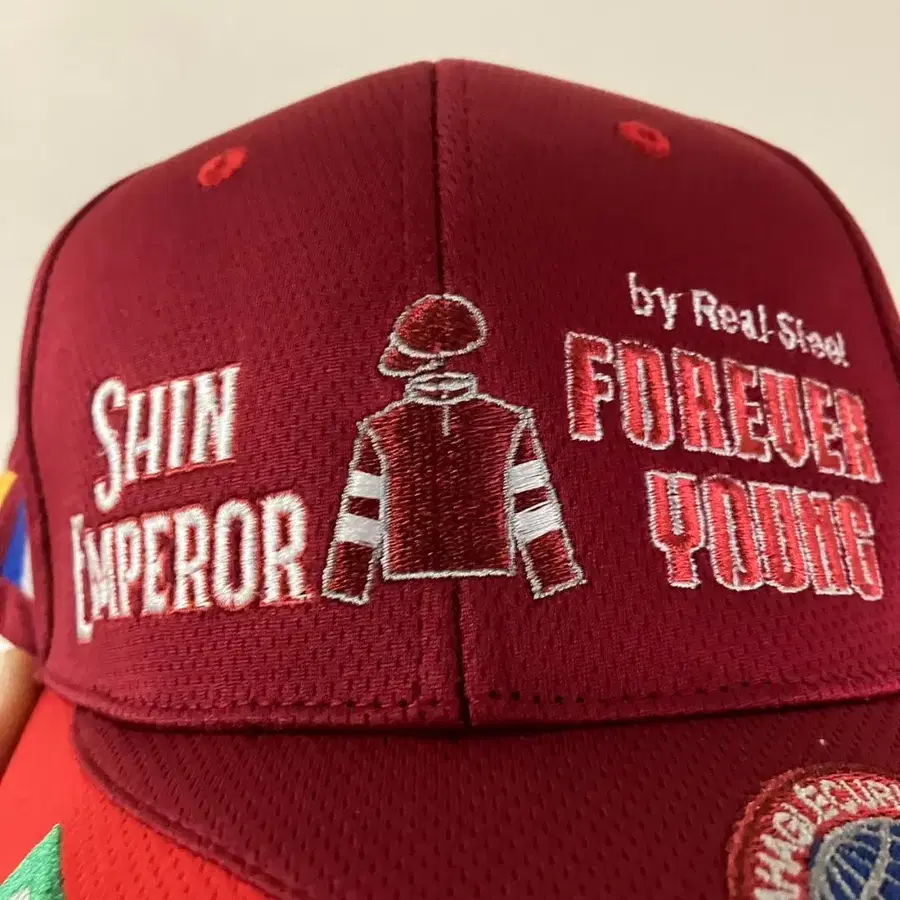 SHIN
EMPEROR
by Real Steel
FOREVER
YOUNG